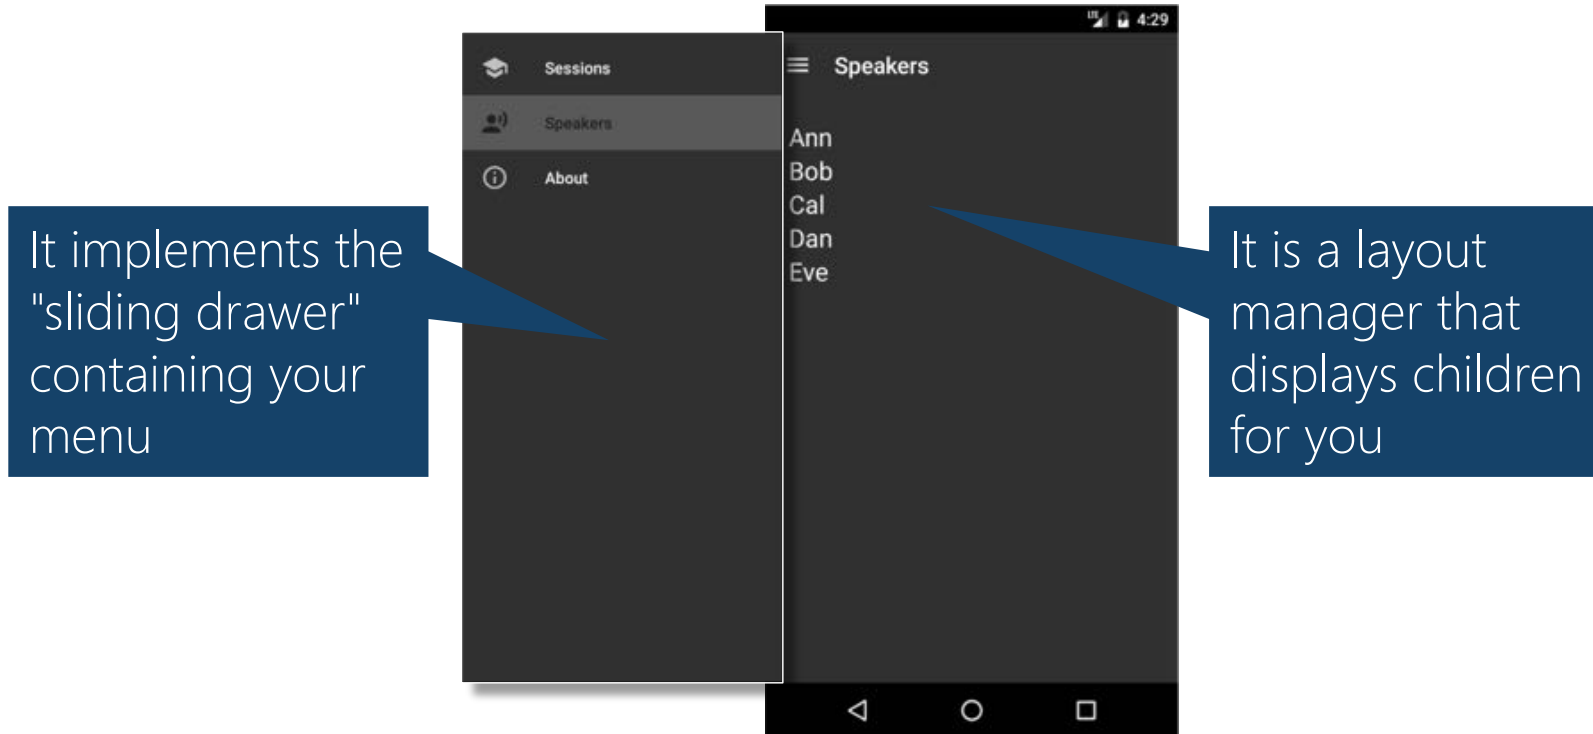 LTE 4:29
Sessions
Speakers
About
Speakers
Ann
Bob
Cal
Dan
Eve
It implements the
"sliding drawer"
containing your
menu
It is a layout
manager that
displays children
for you